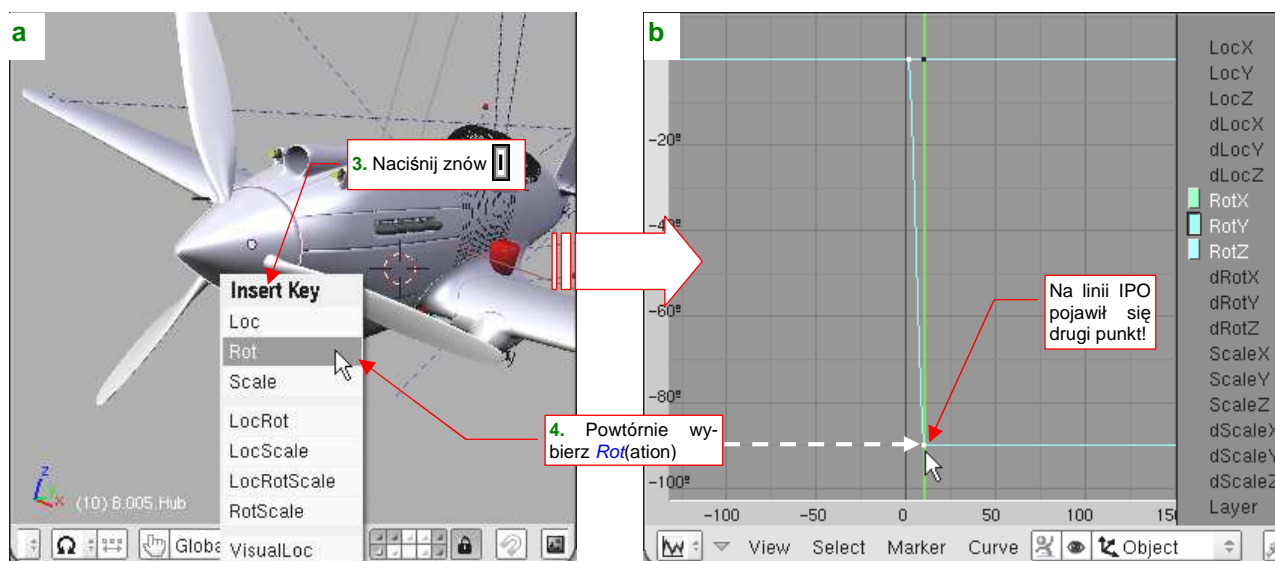 a
3. Naciśnij znów I
Insert Key
Loc
Rot
Scale
LocRot
LocScale
LocRotScale
RotScale
VisualLoc
y
z
x
(10) B.005.Hub
Globa
4. Powtórnie wy-
bierz Rot(ation)
b
-20º
-40º
-60º
-80º
-100º
-100 -50 0 50 100 15
LocX
LocY
LocZ
dLocX
dLocY
dLocZ
RotX
RotY
RotZ
dRotX
dRotY
dRotZ
ScaleX
ScaleY
ScaleZ
dScaleX
dScaleY
dScaleZ
Layer
Na linii IPO
pojawił się
drugi punkt!
View Select Marker Curve Object